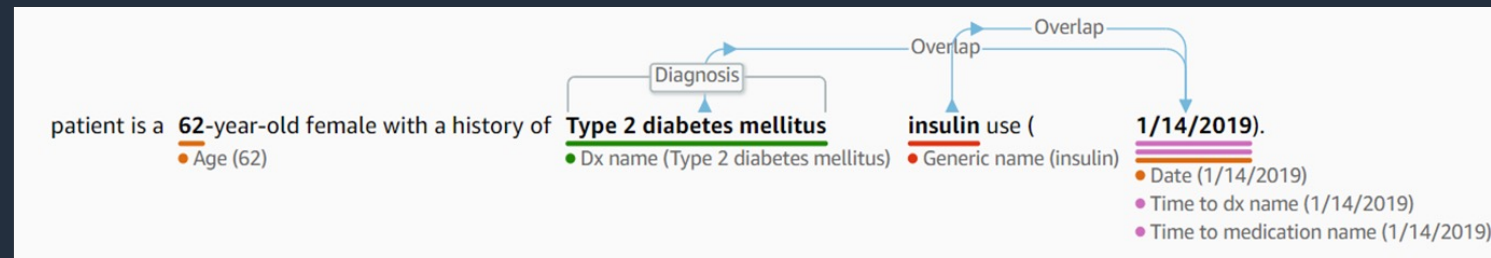 Overlap
Overlap
Diagnosis
patient is a 62-year-old female with a history of Type 2 diabetes mellitus insulin use ( 1/14/2019).
Age (62) Dx name (Type 2 diabetes mellitus) Generic name (insulin)
Date (1/14/2019)
Time to dx name (1/14/2019)
Time to medication name (1/14/2019)